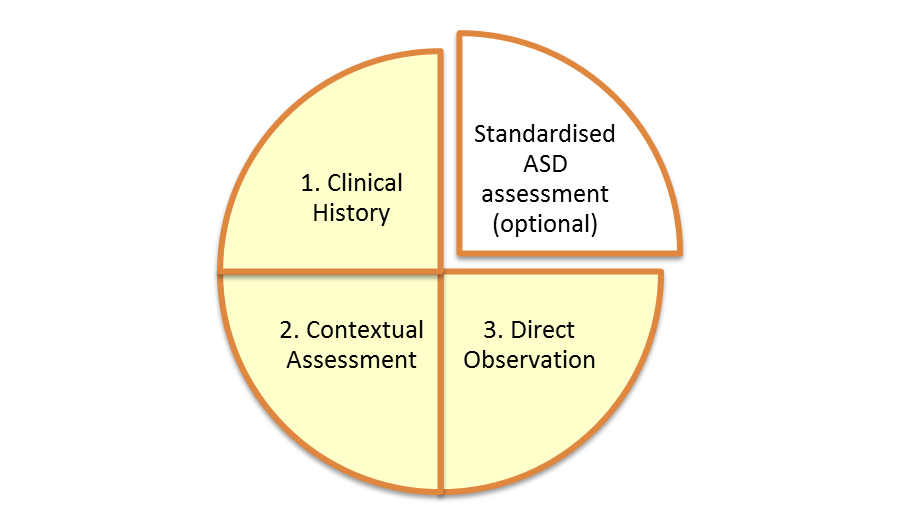 Standardised
ASD
assessment
(optional)
1. Clinical
History
2. Contextual
Assessment
3. Direct
Observation